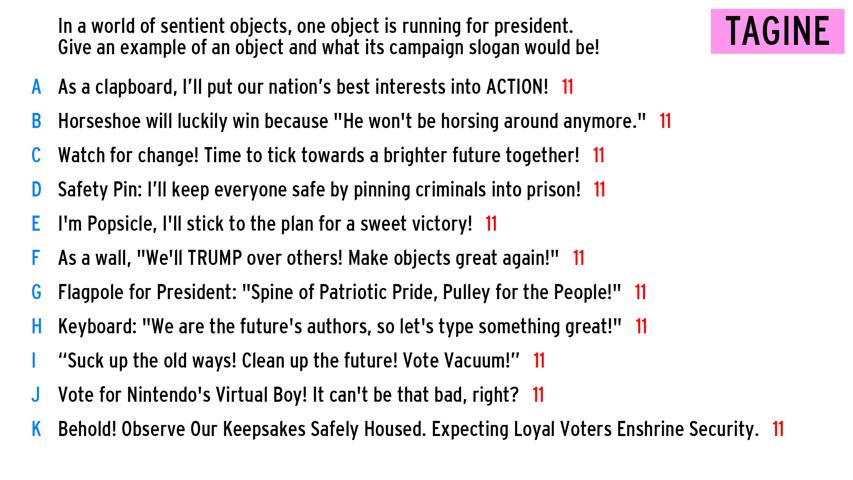 In a world of sentient objects, one object is running for president.
Give an example of an object and what its campaign slogan would be!
TAGINE
A As a clapboard, I’ll put our nation’s best interests into ACTION! 11
B Horseshoe will luckily win because "He won't be horsing around anymore." 11
C Watch for change! Time to tick towards a brighter future together! 11
D Safety Pin: I’ll keep everyone safe by pinning criminals into prison! 11
E I'm Popsicle, I'll stick to the plan for a sweet victory! 11
F As a wall, "We'll TRUMP over others! Make objects great again!" 11
G Flagpole for President: "Spine of Patriotic Pride, Pulley for the People!" 11
H Keyboard: "We are the future's authors, so let's type something great!" 11
I “Suck up the old ways! Clean up the future! Vote Vacuum!” 11
J Vote for Nintendo's Virtual Boy! It can't be that bad, right? 11
K Behold! Observe Our Keepsakes Safely Housed. Expecting Loyal Voters Enshrine Security. 11